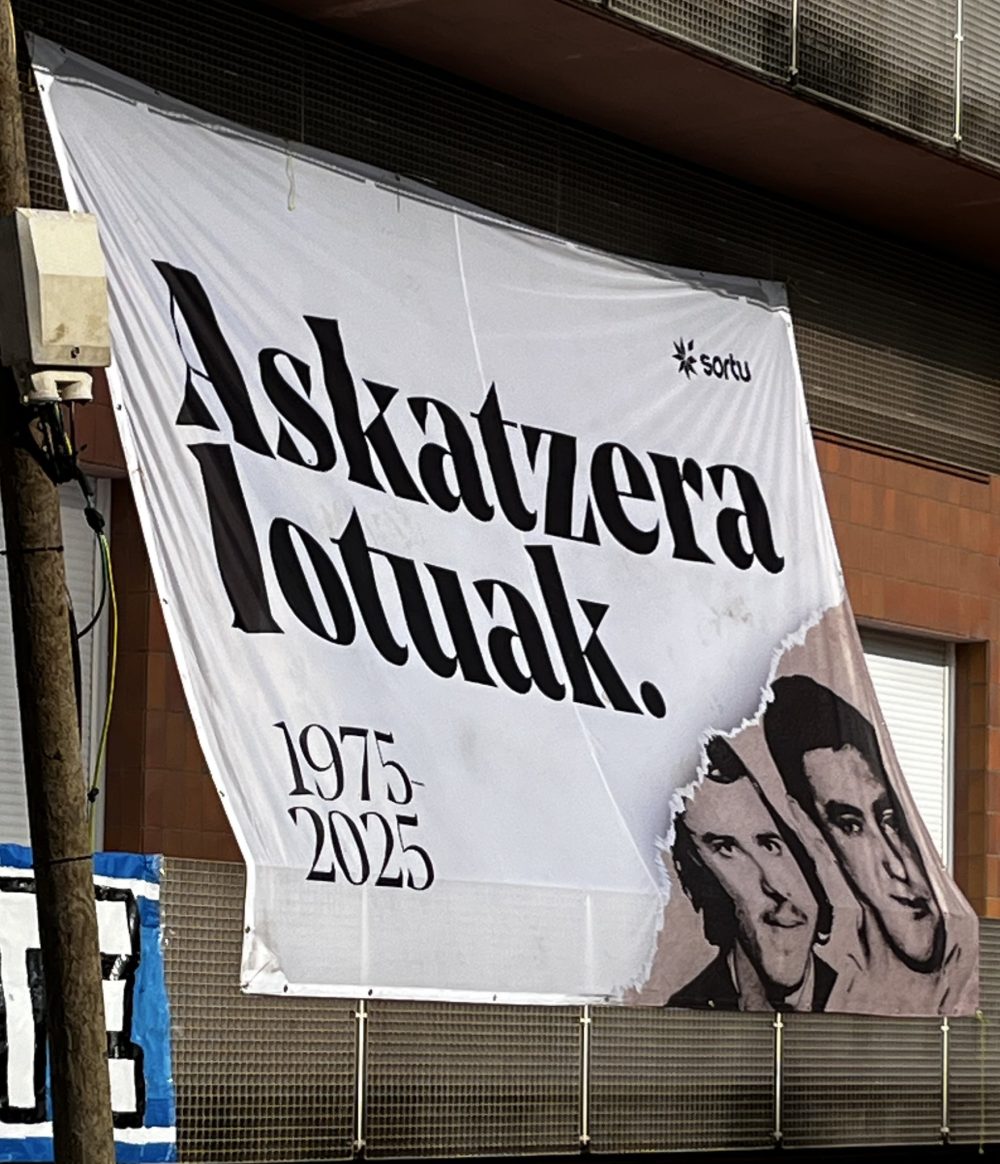 sortu
Askatzera
lotuak.
1975-
2025